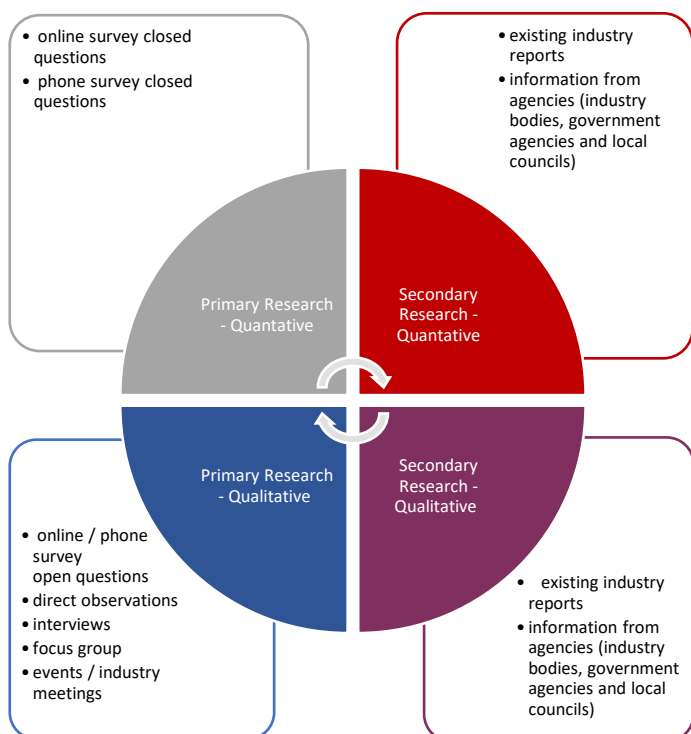 • online survey closed
questions
• phone survey closed
questions
• existing industry
reports
• information from
agencies (industry
bodies, government
agencies and local
councils)
Primary Research
- Quantative
Secondary
Research -
Quantative
Primary Research
- Qualitative
Secondary
Research -
Qualitative
• online / phone
survey
open questions
• direct observations
• interviews
• focus group
• events / industry
meetings
• existing industry
reports
• information from
agencies (industry
bodies, government
agencies and local
councils)